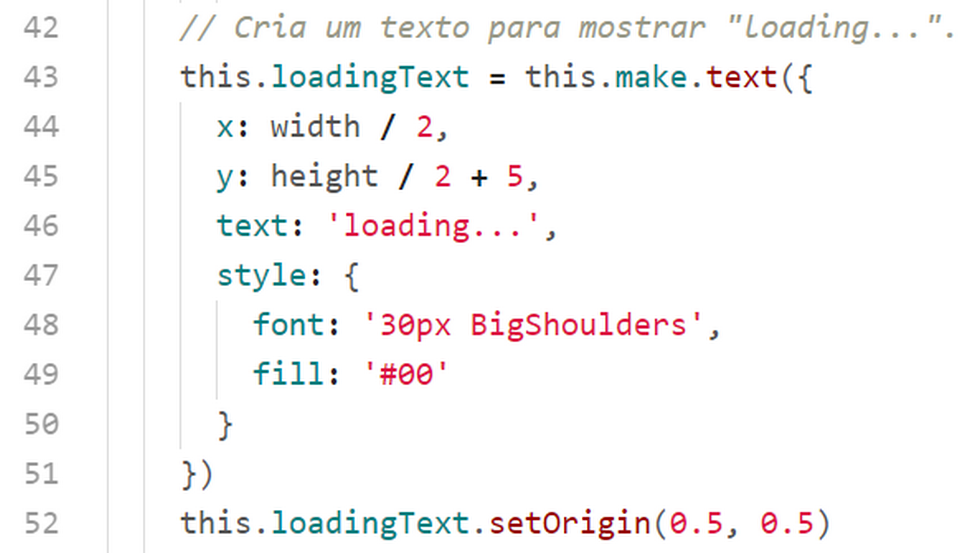 42 // Cria um texto para mostrar "loading...".
43 this.loadingText = this.make.text({
44 x: width / 2,
45 y: height / 2 + 5,
46 text: 'loading...',
47 style: {
48 font: '30px BigShoulders',
49 fill: '#00'
50 }
51 })
52 this.loadingText.setOrigin(0.5, 0.5)